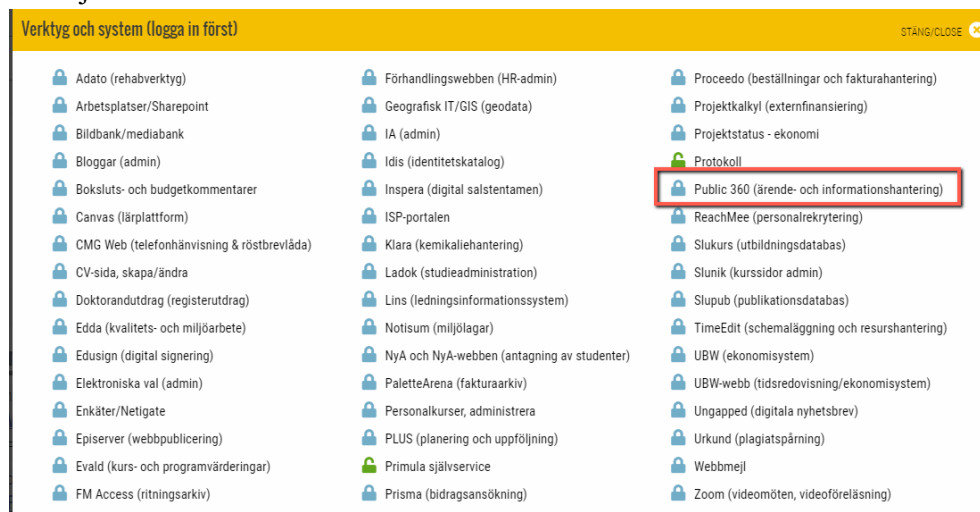 Verktyg och system (logga in först)
STÄNG/CLOSE
Adato (rehabverktyg)
Arbetsplatser/Sharepoint
Bildbank/mediabank
Bloggar (admin)
Boksluts- och budgetkommentarer
Canvas (lärplattform)
CMG Web (telefonhänvisning & röstbrevlåda)
CV-sida, skapa/ändra
Doktorandutdrag (registerutdrag)
Edda (kvalitets- och miljöarbete)
Edusign (digital signering)
Elektroniska val (admin)
Enkäter/Netigate
Episerver (webbpublicering)
Evald (kurs- och programvärderingar)
FM Access (ritningsarkiv)
Förhandlingswebben (HR-admin)
Geografisk IT/GIS (geodata)
IA (admin)
Idis (identitetskatalog)
Inspera (digital salstentamen)
ISP-portalen
Klara (kemikaliehantering)
Ladok (studieadministration)
Lins (ledningsinformationssystem)
Notisum (miljölagar)
NyA och NyA-webben (antagning av studenter)
PaletteArena (fakturaarkiv)
Personalkurser, administrera
PLUS (planering och uppföljning)
Primula självservice
Prisma (bidragsansökning)
Proceedo (beställningar och fakturahantering)
Projektkalkyl (externfinansiering)
Projektstatus - ekonomi
Protokoll
Public 360 (ärende- och informationshantering)
ReachMee (personalrekrytering)
Slukurs (utbildningsdatabas)
Slunik (kurssidor admin)
Slupub (publikationsdatabas)
TimeEdit (schemaläggning och resurshantering)
UBW (ekonomisystem)
UBW-webb (tidsredovisning/ekonomisystem)
Ungapped (digitala nyhetsbrev)
Urkund (plagiatspårning)
Webbmejl
Zoom (videomöten, videoföreläsning)